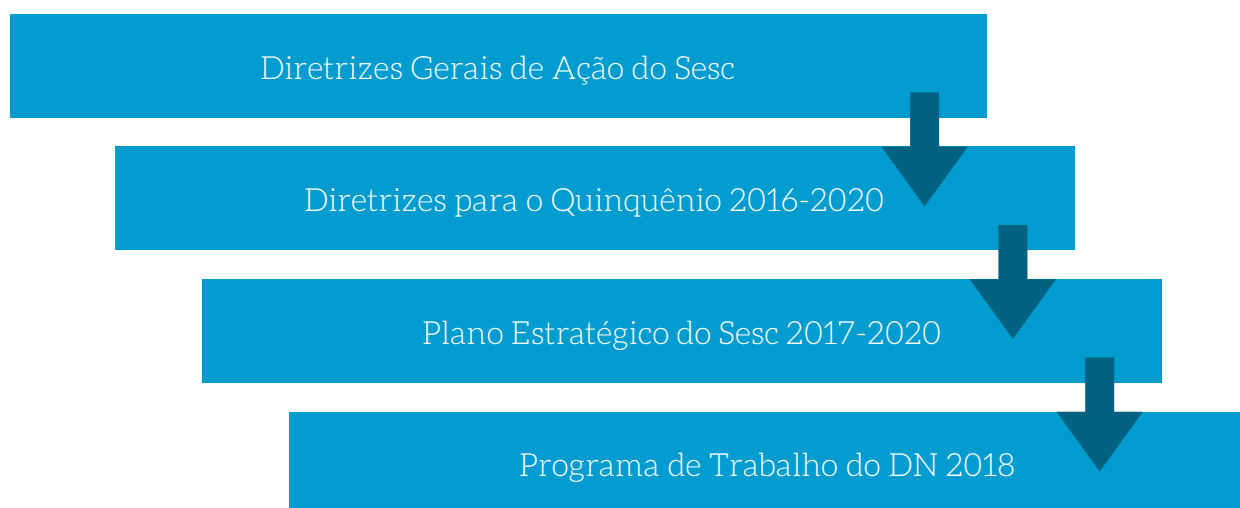 Diretrizes Gerais de Ação do Sesc
Diretrizes para o Quinquênio 2016-2020
Plano Estratégico do Sesc 2017-2020
Programa de Trabalho do DN 2018